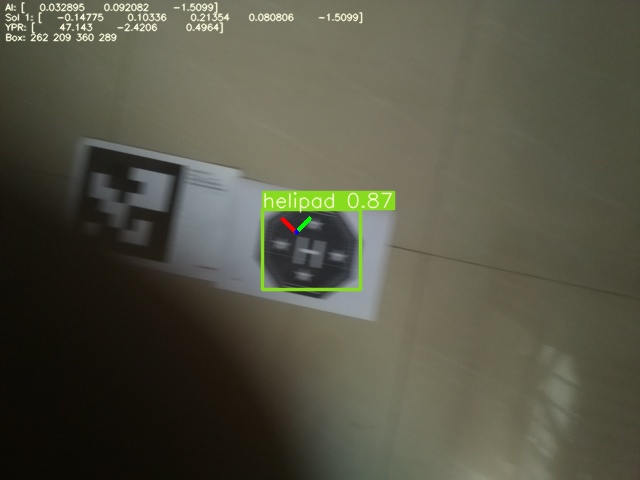 AI: [ 0.032895 0.092082 -1.5099]
Sol 1: [ -0.14775 0.10336 0.21354 0.080806 -1.5099]
YPR: [ 47.143 -2.4206 0.4964]
Box: 262 209 360 289
helipad 0.87
H